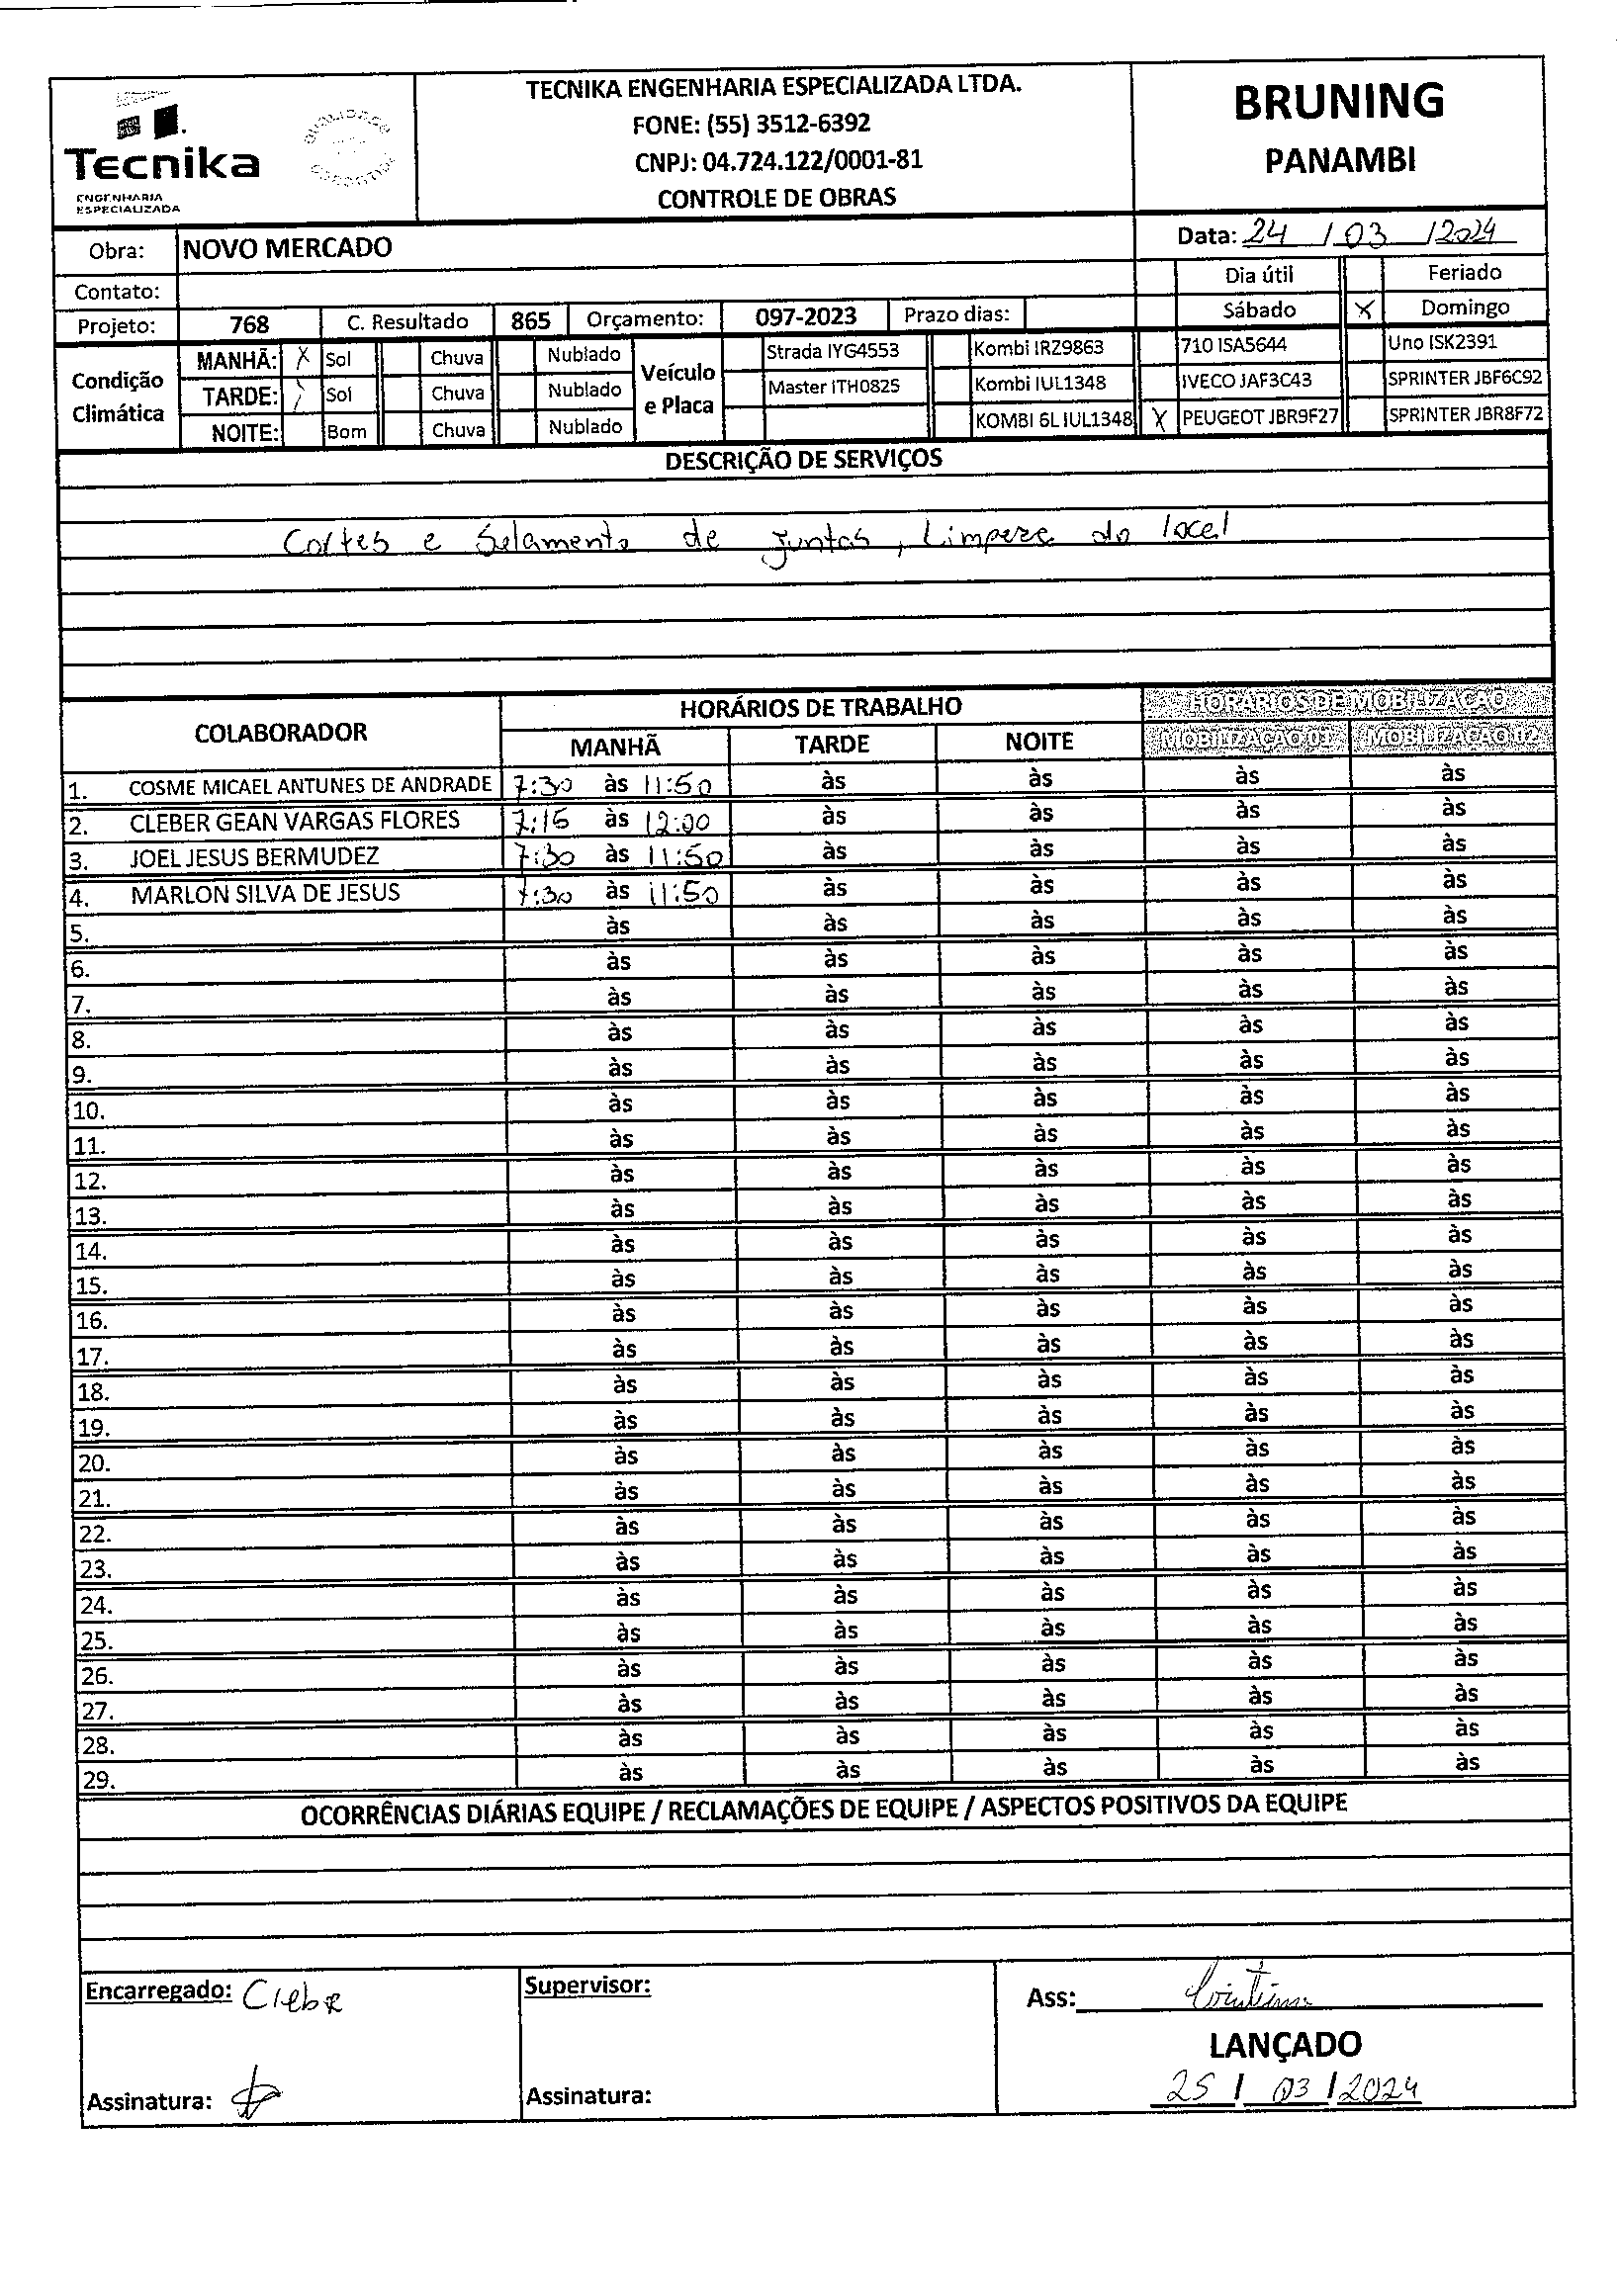 TECNIKA ENGENHARIA ESPECIALIZADA LTDA.
FONE: (55) 3512-6392
CNPJ: 04.724.122/0001-81
CONTROLE DE OBRAS
Tecnika
ENGENHARIA
ESPECIALIZADA
BRUNING
PANAMBI
Obra: NOVO MERCADO
Data: 24 / 03 / 2024
Contato:
Dia útil Feriado
Projeto: 768 C. Resultado 865 Orçamento: 097-2023 Prazo dias: Sábado X Domingo
Condição Climática
MANHÃ: X Sol Chuva Nublado
TARDE: Sol Chuva Nublado
NOITE: Bom Chuva Nublado
Veículo e Placa
Strada IYG4553 Kombi IRZ9863 710 ISA5644 Uno ISK2391
Master ITH0825 Kombi IUL1348 IVECO JAF3C43 SPRINTER JBF6C92
KOMBI 6L IUL1348 X PEUGEOT JBR9F27 SPRINTER JBR8F72
DESCRIÇÃO DE SERVIÇOS
Cortes e Selamento de juntas, Limpeza do local
COLABORADOR HORÁRIOS DE TRABALHO HORÁRIOS DE MOBILIZAÇÃO
MANHÃ TARDE NOITE MOBILIZAÇÃO 01 MOBILIZAÇÃO 02
1. COSME MICAEL ANTUNES DE ANDRADE 7:30 às 11:50 às às às às
2. CLEBER GEAN VARGAS FLORES 7:15 às 12:00 às às às às
3. JOEL JESUS BERMUDEZ 7:30 às 11:50 às às às às
4. MARLON SILVA DE JESUS 7:30 às 11:50 às às às às
5. às às às às às
6. às às às às às
7. às às às às às
8. às às às às às
9. às às às às às
10. às às às às às
11. às às às às às
12. às às às às às
13. às às às às às
14. às às às às às
15. às às às às às
16. às às às às às
17. às às às às às
18. às às às às às
19. às às às às às
20. às às às às às
21. às às às às às
22. às às às às às
23. às às às às às
24. às às às às às
25. às às às às às
26. às às às às às
27. às às às às às
28. às às às às às
29. às às às às às
OCORRÊNCIAS DIÁRIAS EQUIPE / RECLAMAÇÕES DE EQUIPE / ASPECTOS POSITIVOS DA EQUIPE
Encarregado: Cleber
Supervisor:
Ass:
LANÇADO
Assinatura:
Assinatura:
25 / 03 / 2024